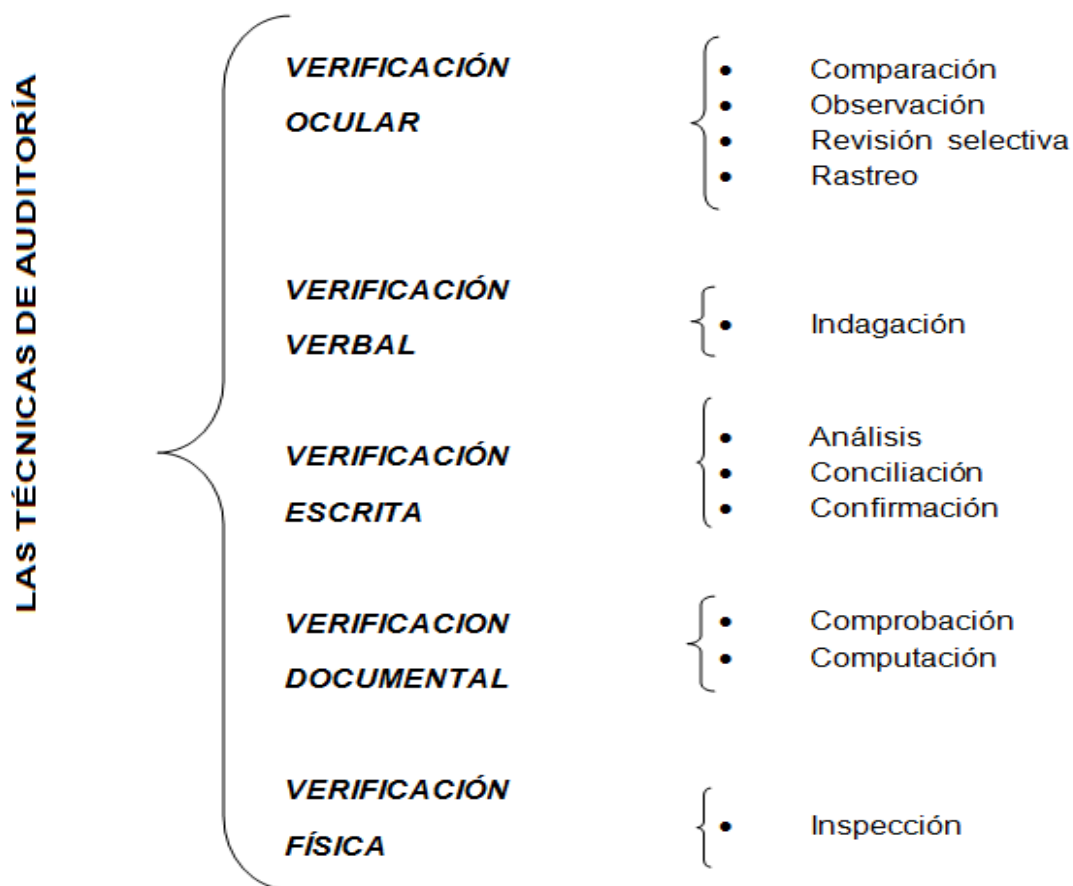 LAS TÉCNICAS DE AUDITORÍA
VERIFICACIÓN
OCULAR
• Comparación
• Observación
• Revisión selectiva
• Rastreo
VERIFICACIÓN
VERBAL
• Indagación
VERIFICACIÓN
ESCRITA
• Análisis
• Conciliación
• Confirmación
VERIFICACION
DOCUMENTAL
• Comprobación
• Computación
VERIFICACIÓN
FÍSICA
• Inspección